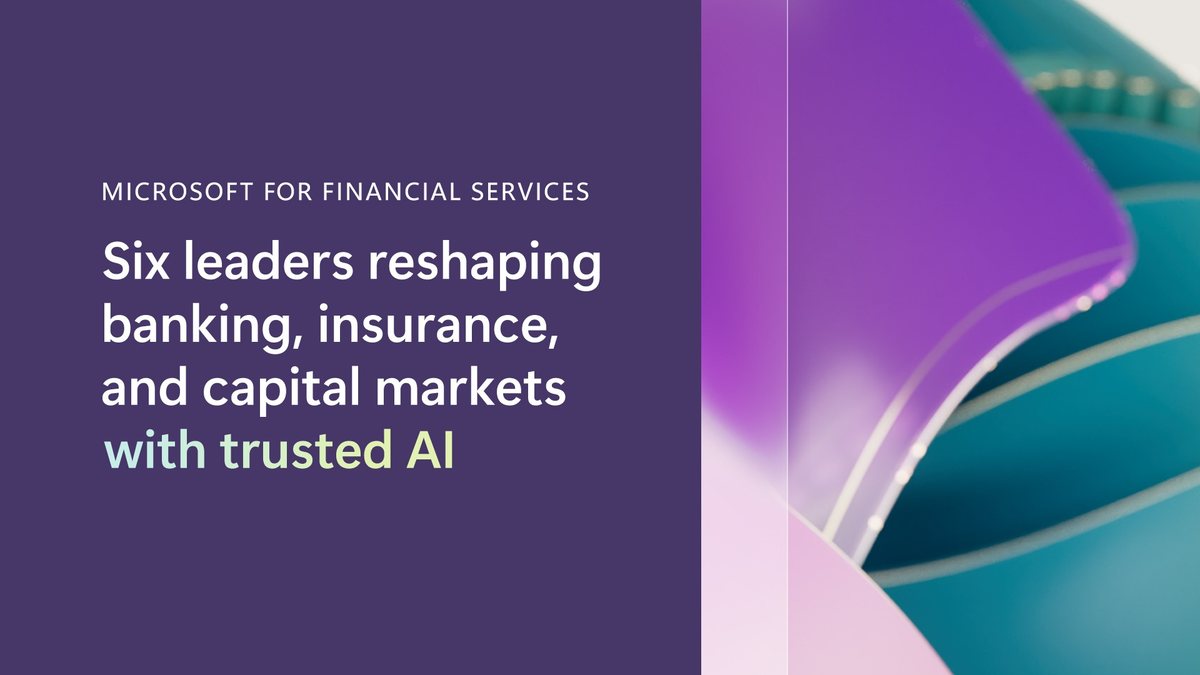 MICROSOFT FOR FINANCIAL SERVICES
Six leaders reshaping
banking, insurance,
and capital markets
with trusted AI